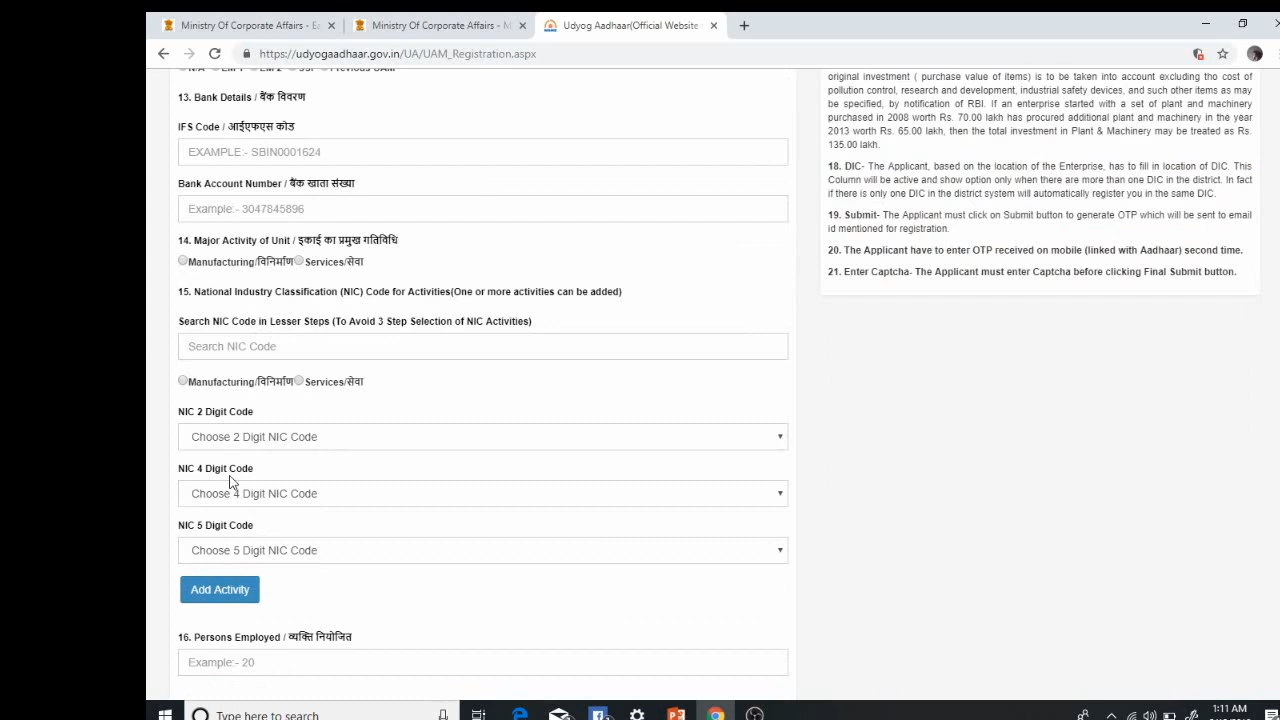 Ministry Of Corporate Affairs - Ea
Ministry Of Corporate Affairs - M
Udyog Aadhaar(Official Website
https://udyogaadhaar.gov.in/UA/UAM_Registration.aspx
13. Bank Details / बैंक विवरण
IFS Code / आईएफएस कोड
EXAMPLE:- SBIN0001624
Bank Account Number / बैंक खाता संख्या
Example:- 3047845896
14. Major Activity of Unit / इकाई का प्रमुख गतिविधि
Manufacturing/विनिर्माण Services/सेवा
15. National Industry Classification (NIC) Code for Activities(One or more activities can be added)
Search NIC Code in Lesser Steps (To Avoid 3 Step Selection of NIC Activities)
Search NIC Code
Manufacturing/विनिर्माण Services/सेवा
NIC 2 Digit Code
Choose 2 Digit NIC Code
NIC 4 Digit Code
Choose 4 Digit NIC Code
NIC 5 Digit Code
Choose 5 Digit NIC Code
Add Activity
16. Persons Employed / व्यक्ति नियोजित
Example:- 20
original investment ( purchase value of items) is to be taken into account excluding the cost of
pollution control, research and development, industrial safety devices, and such other items as may
be specified, by notification of RBI. If an enterprise started with a set of plant and machinery
purchased in 2008 worth Rs. 70.00 lakh has procured additional plant and machinery in the year
2013 worth Rs. 65.00 lakh, then the total investment in Plant & Machinery may be treated as Rs.
135.00 lakh.
18. DIC- The Applicant, based on the location of the Enterprise, has to fill in location of DIC. This
Column will be active and show option only when there are more than one DIC in the district. In fact
if there is only one DIC in the district system will automatically register you in the same DIC.
19. Submit- The Applicant must click on Submit button to generate OTP which will be sent to email
id mentioned for registration.
20. The Applicant have to enter OTP received on mobile (linked with Aadhaar) second time.
21. Enter Captcha- The Applicant must enter Captcha before clicking Final Submit button.
Type here to search
1:11 AM